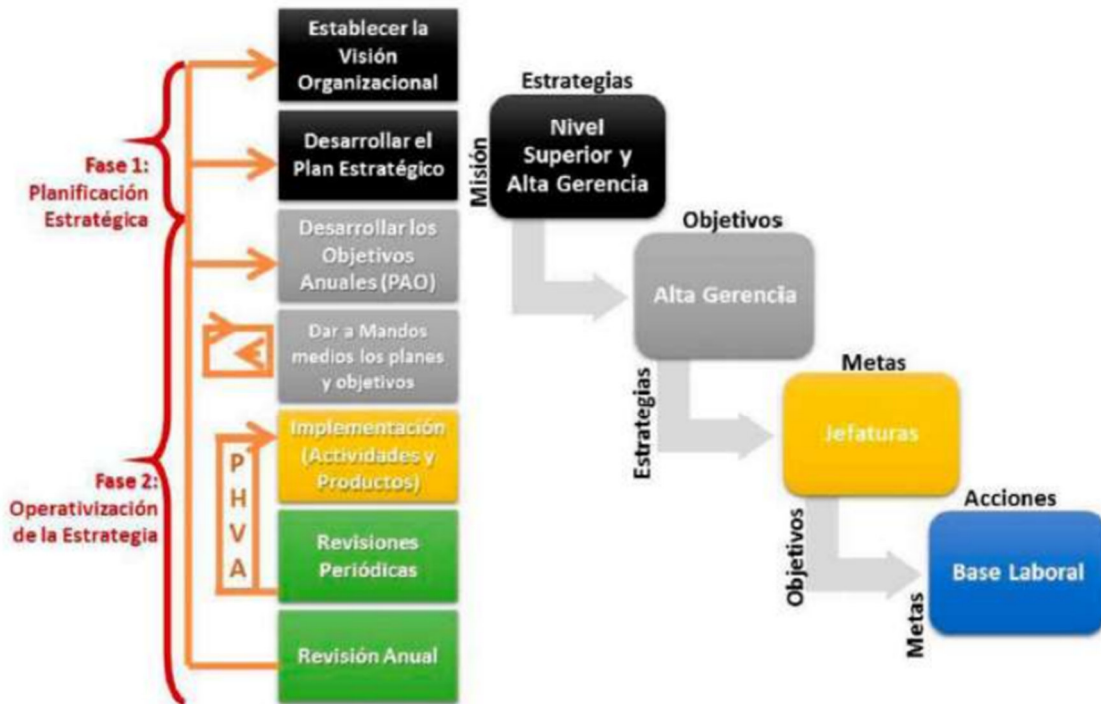 Establecer la
Visión
Organizacional
Desarrollar el
Plan Estratégico
Desarrollar los
Objetivos
Anuales (PAO)
Dar a Mandos
medios los planes
y objetivos
Implementación
(Actividades y
Productos)
Revisiones
Periódicas
Revisión Anual
Fase 1:
Planificación
Estratégica
Fase 2:
Operativización
de la Estrategia
P
H
V
A
Estrategias
Misión
Nivel
Superior y
Alta Gerencia
Objetivos
Alta Gerencia
Estrategias
Metas
Jefaturas
Objetivos
Acciones
Base Laboral
Metas